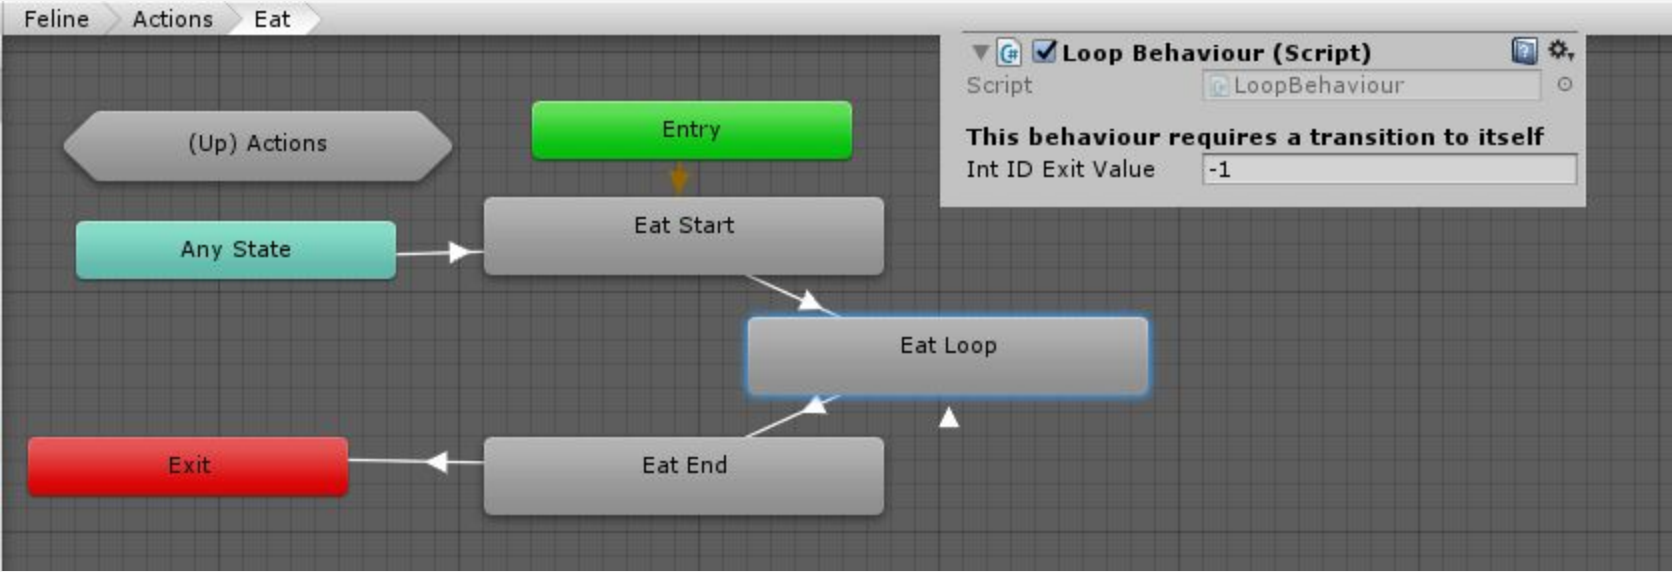 Feline Actions Eat
Loop Behaviour (Script)
Script LoopBehaviour
This behaviour requires a transition to itself
Int ID Exit Value -1
(Up) Actions
Entry
Eat Start
Any State
Eat Loop
Exit
Eat End